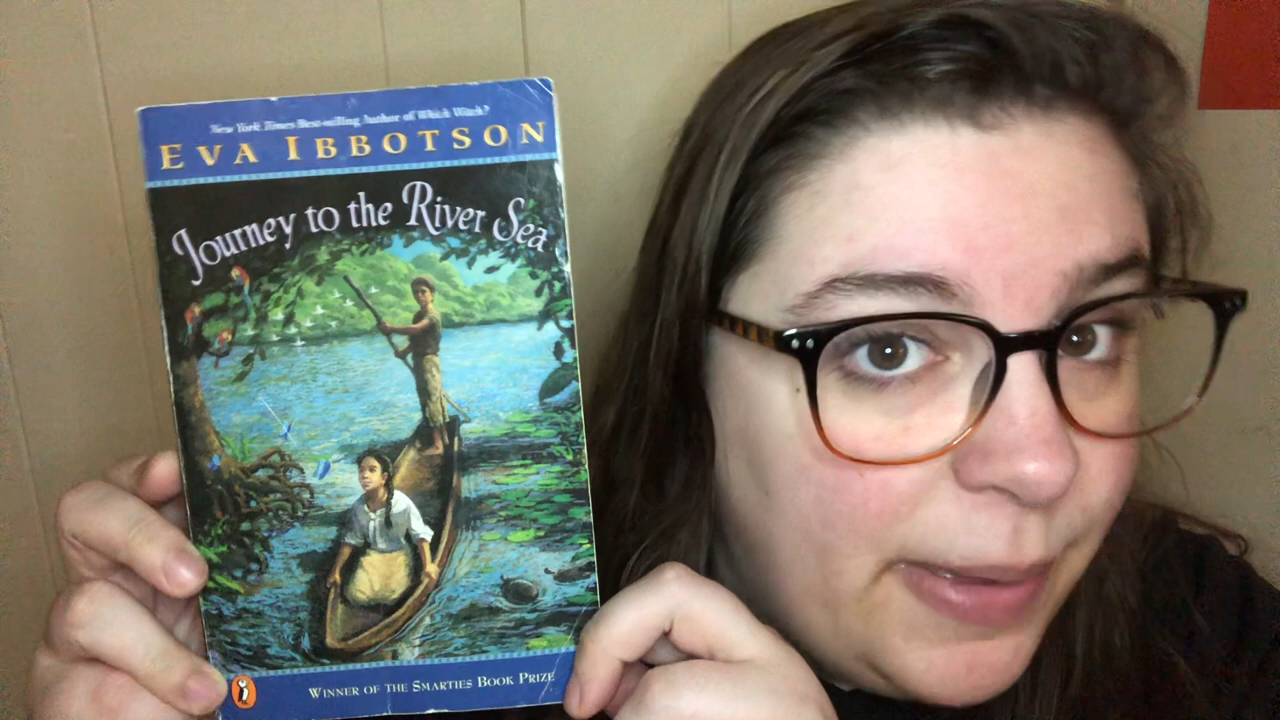 New York Times Best-selling Author of Which Witch?
EVA IBBOTSON
Journey to the River Sea
WINNER OF THE SMARTIES BOOK PRIZE